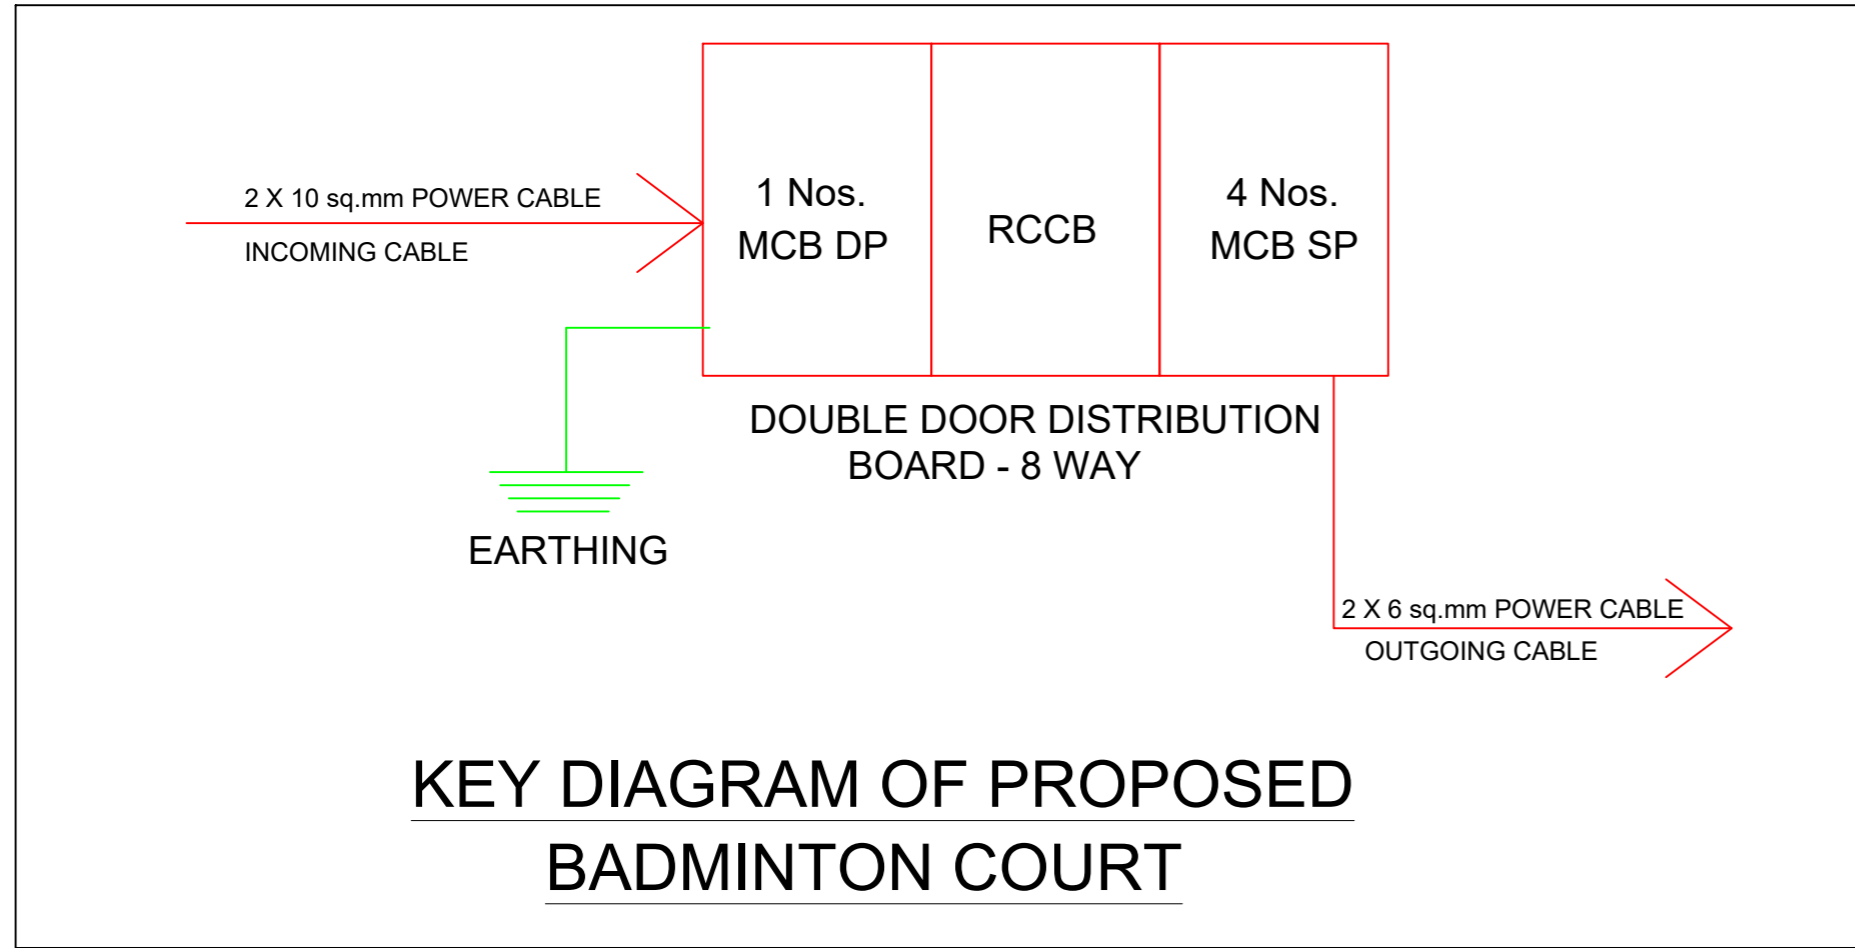 2 X 10 sq.mm POWER CABLE
INCOMING CABLE
1 Nos.
MCB DP
RCCB
4 Nos.
MCB SP
DOUBLE DOOR DISTRIBUTION
BOARD - 8 WAY
EARTHING
2 X 6 sq.mm POWER CABLE
OUTGOING CABLE
KEY DIAGRAM OF PROPOSED
BADMINTON COURT